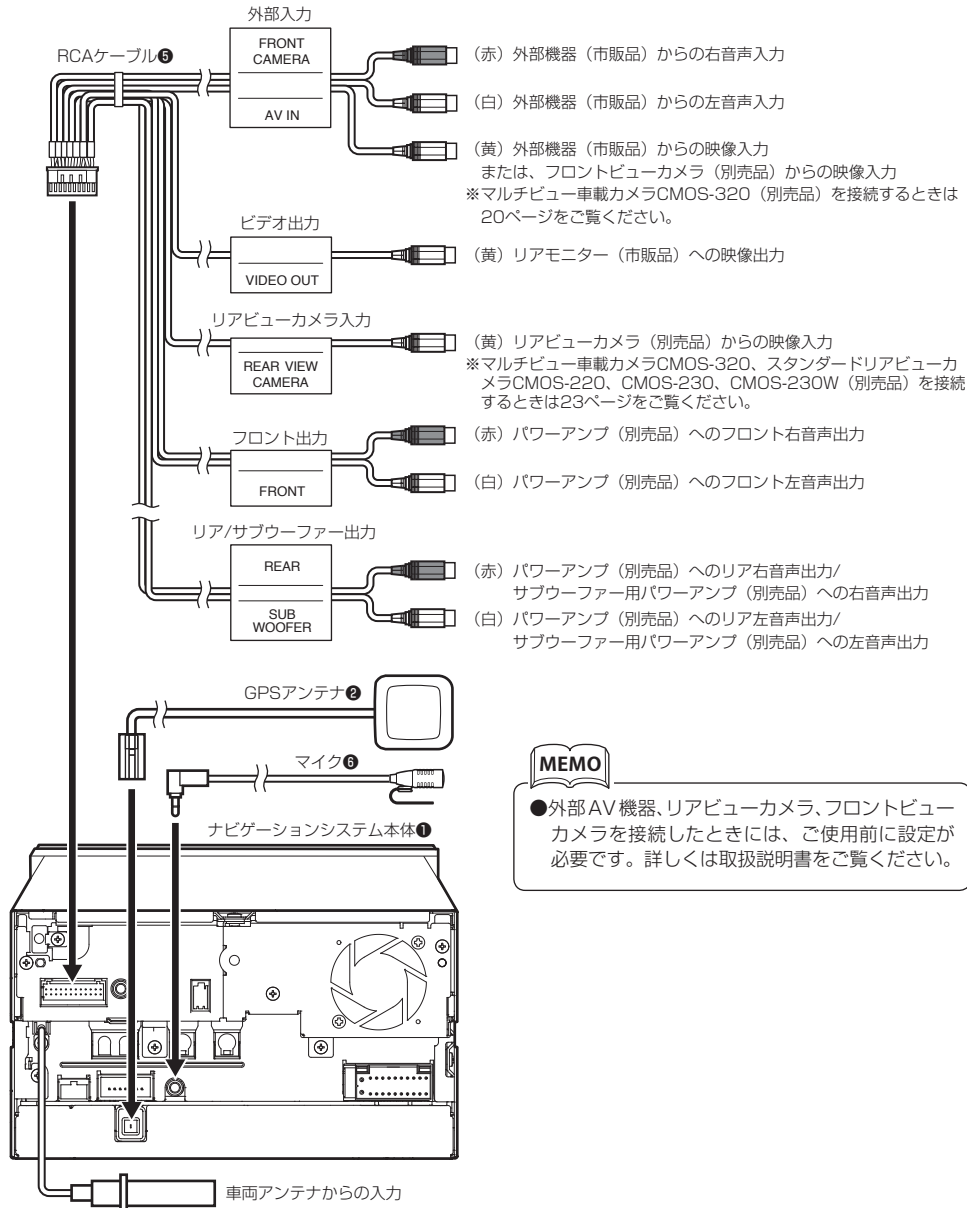 外部入力
RCAケーブル❺
FRONT
CAMERA
AV IN
（赤）外部機器（市販品）からの右音声入力
（白）外部機器（市販品）からの左音声入力
（黄）外部機器（市販品）からの映像入力
または、フロントビューカメラ（別売品）からの映像入力
※マルチビュー車載カメラCMOS-320（別売品）を接続するときは
20ページをご覧ください。
ビデオ出力
VIDEO OUT
（黄）リアモニター（市販品）への映像出力
リアビューカメラ入力
REAR VIEW
CAMERA
（黄）リアビューカメラ（別売品）からの映像入力
※マルチビュー車載カメラCMOS-320、スタンダードリアビューカ
メラCMOS-220、CMOS-230、CMOS-230W（別売品）を接続
するときは23ページをご覧ください。
フロント出力
FRONT
（赤）パワーアンプ（別売品）へのフロント右音声出力
（白）パワーアンプ（別売品）へのフロント左音声出力
リア/サブウーファー出力
REAR
SUB
WOOFER
（赤）パワーアンプ（別売品）へのリア右音声出力/
サブウーファー用パワーアンプ（別売品）への右音声出力
（白）パワーアンプ（別売品）へのリア左音声出力/
サブウーファー用パワーアンプ（別売品）への左音声出力
GPSアンテナ❷
マイク❻
ナビゲーションシステム本体❶
MEMO
●外部AV機器、リアビューカメラ、フロントビュー
カメラを接続したときには、ご使用前に設定が
必要です。詳しくは取扱説明書をご覧ください。
車両アンテナからの入力